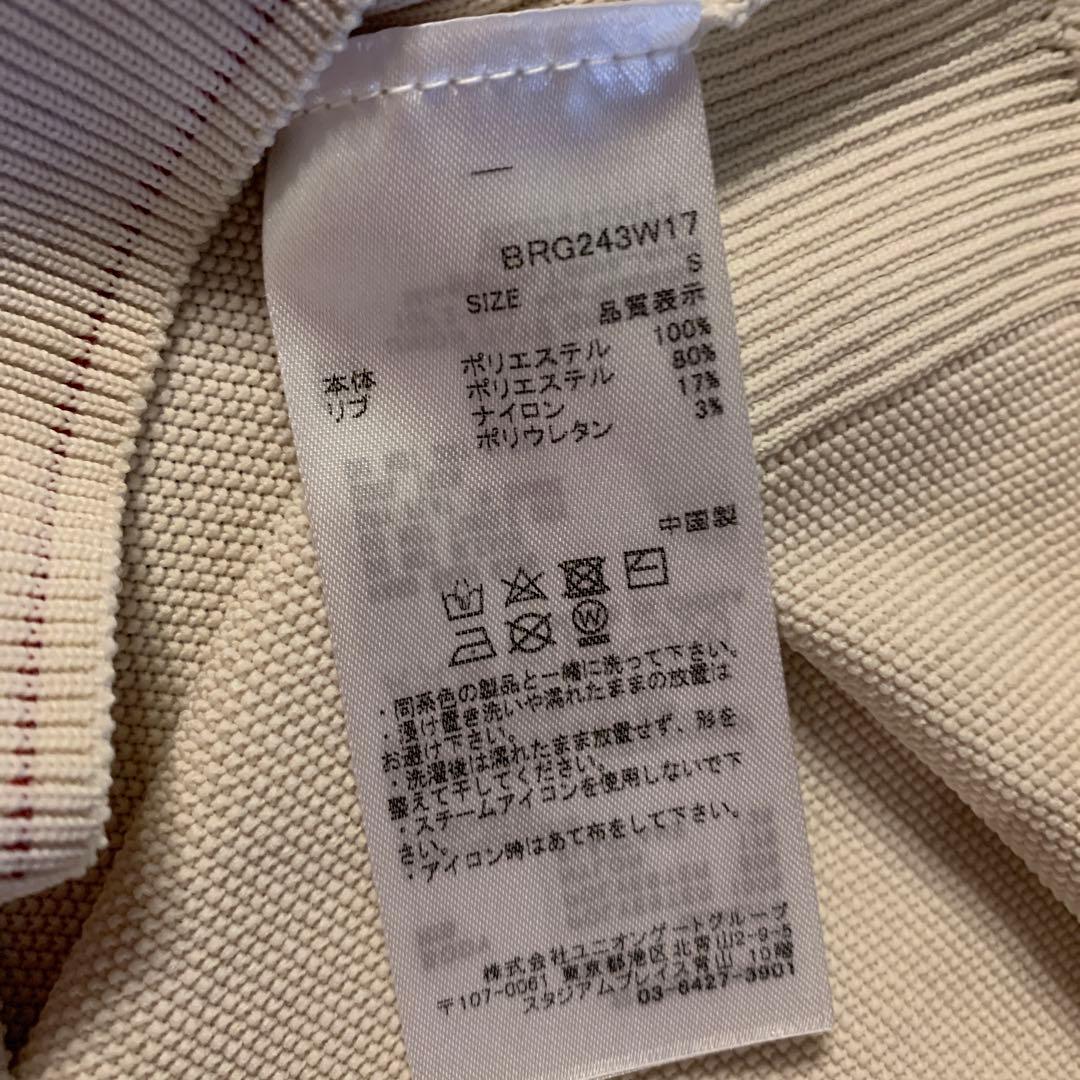 BRG243W17
SIZE S
品質表示
本体 ポリエステル 100%
リブ ポリエステル 80%
ナイロン 17%
ポリウレタン 3%
中国製
・同系色の製品と一緒に洗って下さい。
・漬け置き洗いや濡れたままの放置は
お避け下さい。
・洗濯後は濡れたまま放置せず、形を
整えて干してください。
・スチームアイコンを使用しないで下
さい。
・アイコン時はあて布をして下さい。
株式会社ユニオンゲートグループ
〒107-0061 東京都港区北青山2-9-5
スタジアムプレイス青山 10階
03-6427-3901